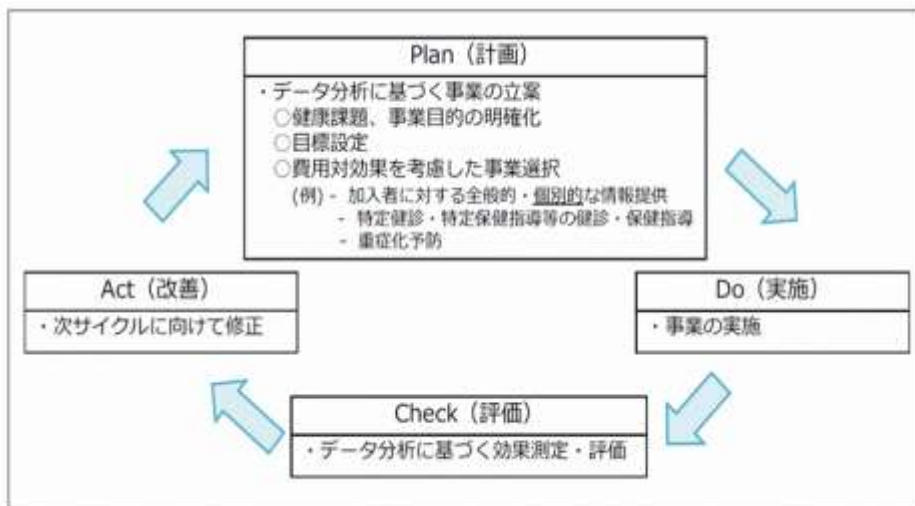 Plan（計画）
・データ分析に基づく事業の立案
○健康課題、事業目的の明確化
○目標設定
○費用対効果を考慮した事業選択
(例) - 加入者に対する全般的・個別的な情報提供
- 特定健診・特定保健指導等の健診・保健指導
- 重症化予防
Act（改善）
・次サイクルに向けて修正
Do（実施）
・事業の実施
Check（評価）
・データ分析に基づく効果測定・評価